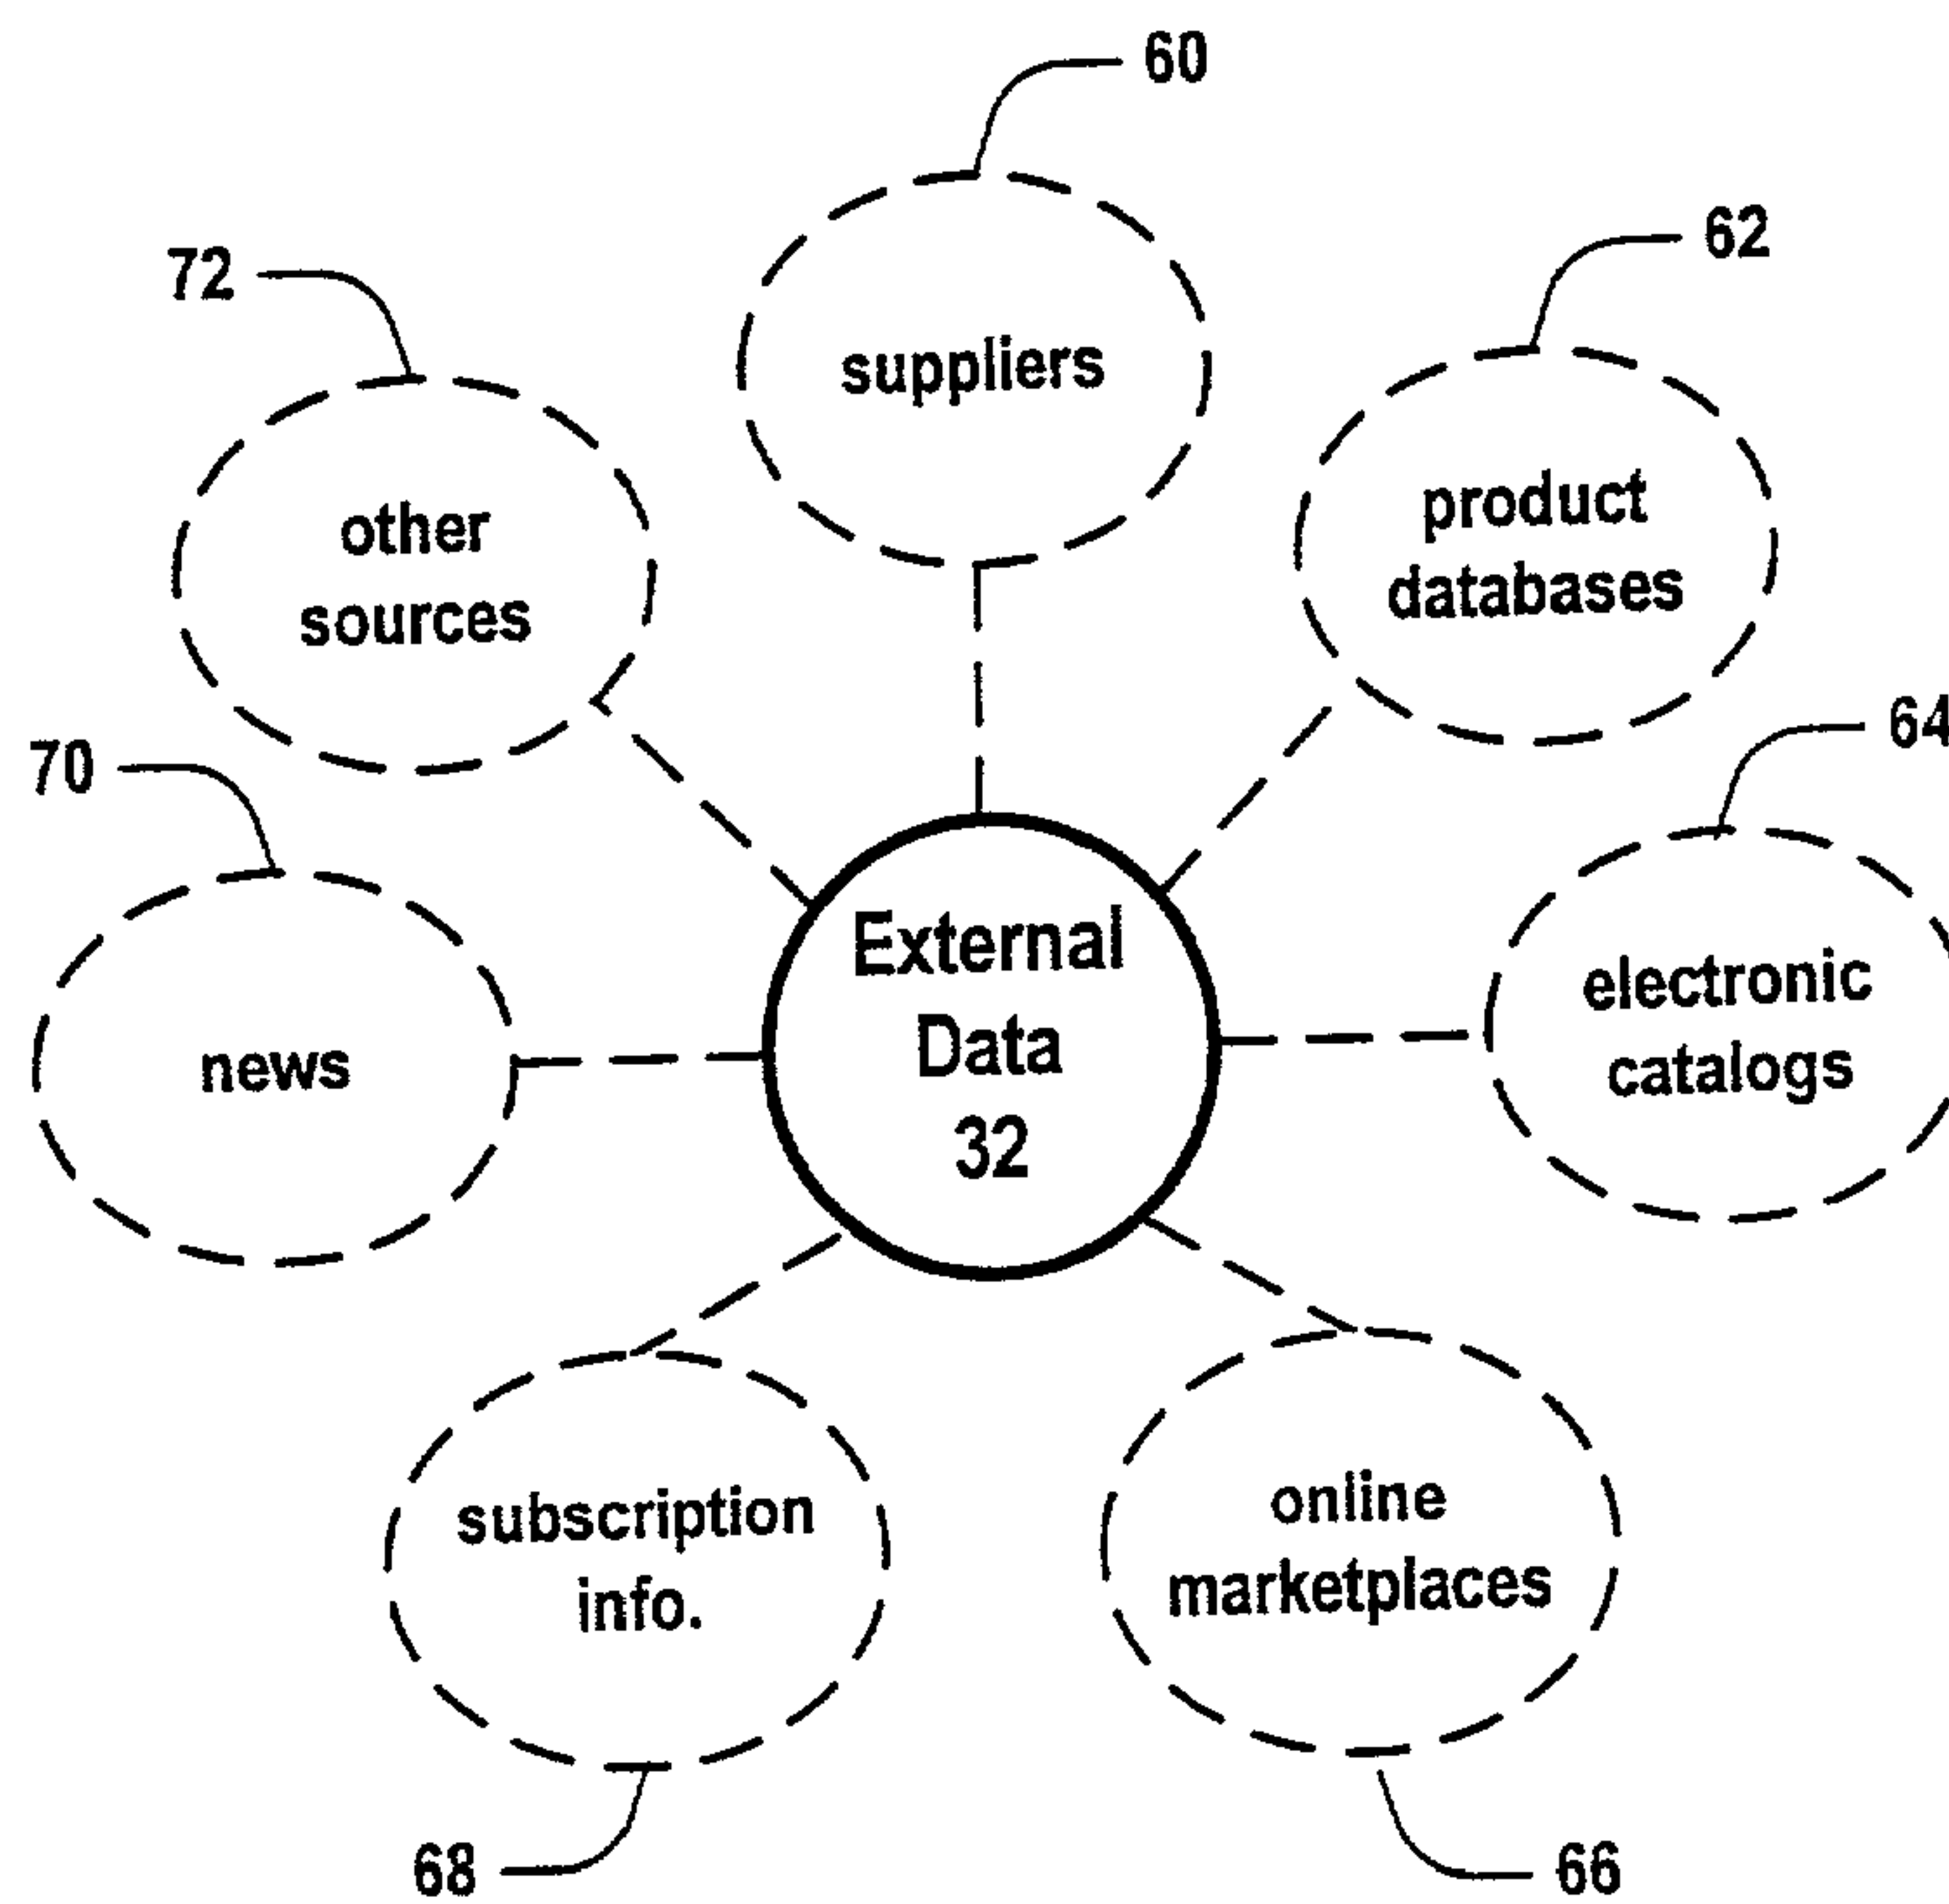 60
62
72
suppliers
product
databases
other
sources
64
70
External
Data
32
electronic
catalogs
news
subscription
info.
online
marketplaces
68
66